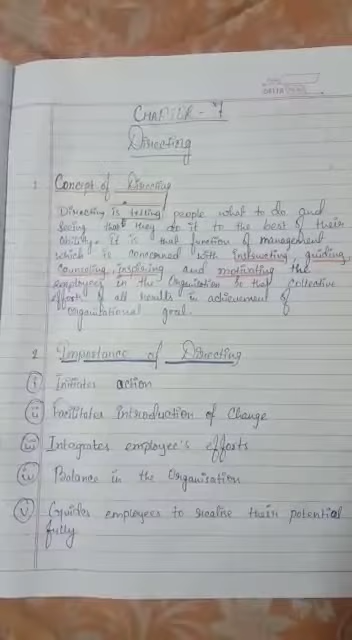 CHAPTER - 7
Directing
1 Concept of Directing
Directing is telling people what to do and
seeing that they do it to the best of their
ability. it is that function of management
which is concerned with instructing, guiding,
counseling, inspiring and motivating the
employees in the Organisation so that collective
efforts of all results in achievement of
organisational goal.
2 Importance of Directing
(i) Initiates action
(ii) Facilitates Introduction of Change
(iii) Integrates employee's efforts
(iv) Balance in the Organisation
(v) Guides employees to realise their potential
fully